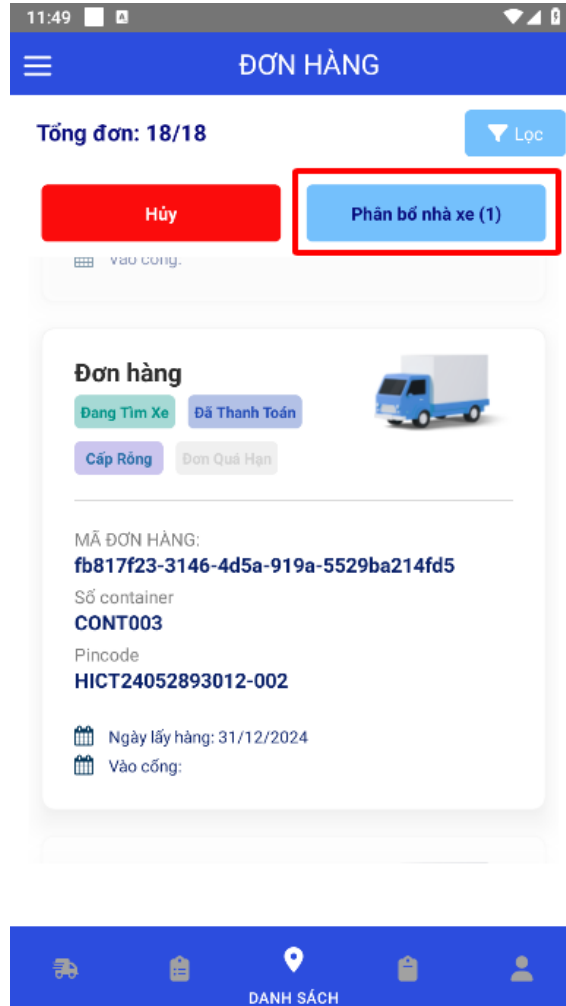 11:49
ĐƠN HÀNG
Tổng đơn: 18/18
Lọc
Hủy
Phân bổ nhà xe (1)
Vào cổng:
Đơn hàng
Đang Tìm Xe
Đã Thanh Toán
Cấp Rỗng
Đơn Quá Hạn
MÃ ĐƠN HÀNG:
fb817f23-3146-4d5a-919a-5529ba214fd5
Số container
CONT003
Pincode
HICT24052893012-002
Ngày lấy hàng: 31/12/2024
Vào cổng:
DANH SÁCH